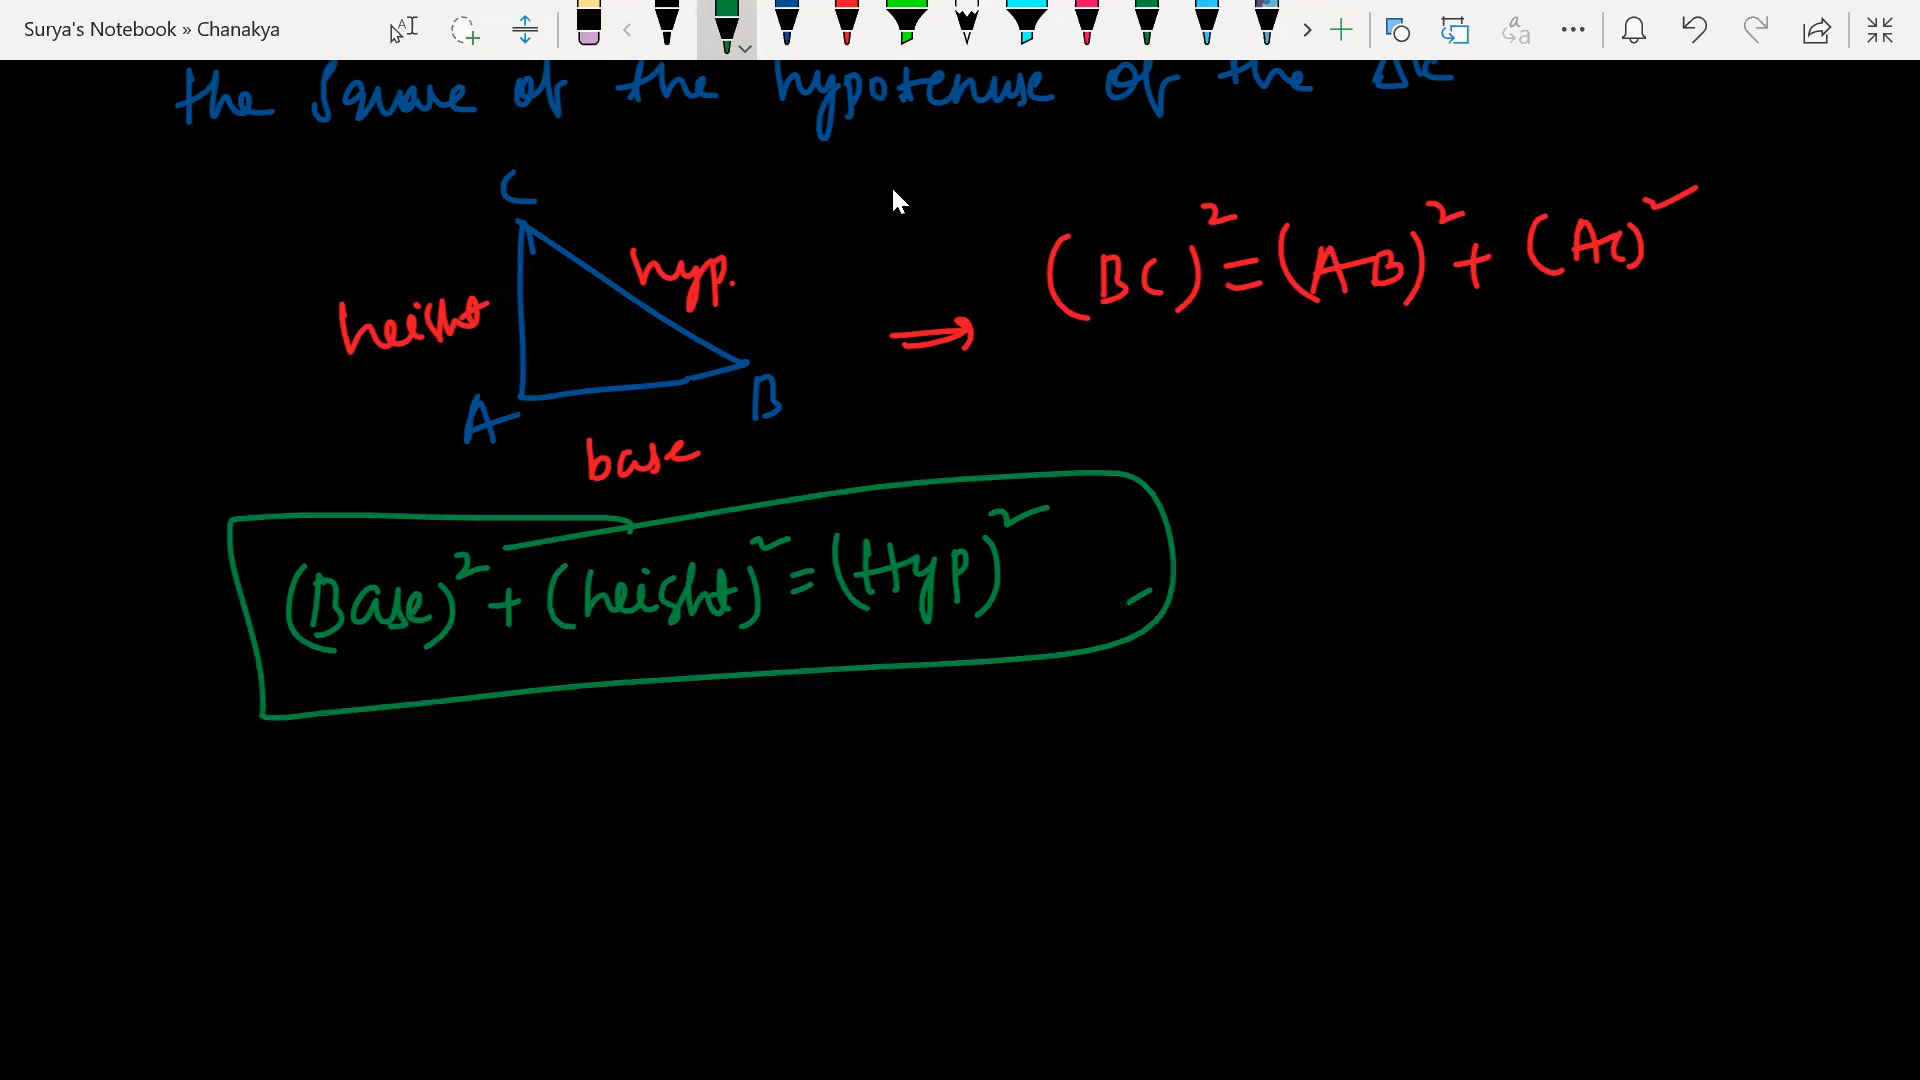 Surya's Notebook » Chanakya
the square of the hypotenuse of the
C
hyp.
height
(BC)² = (AB)² + (AC)²
A
B
base
(Base)² + (height)² = (Hyp)²